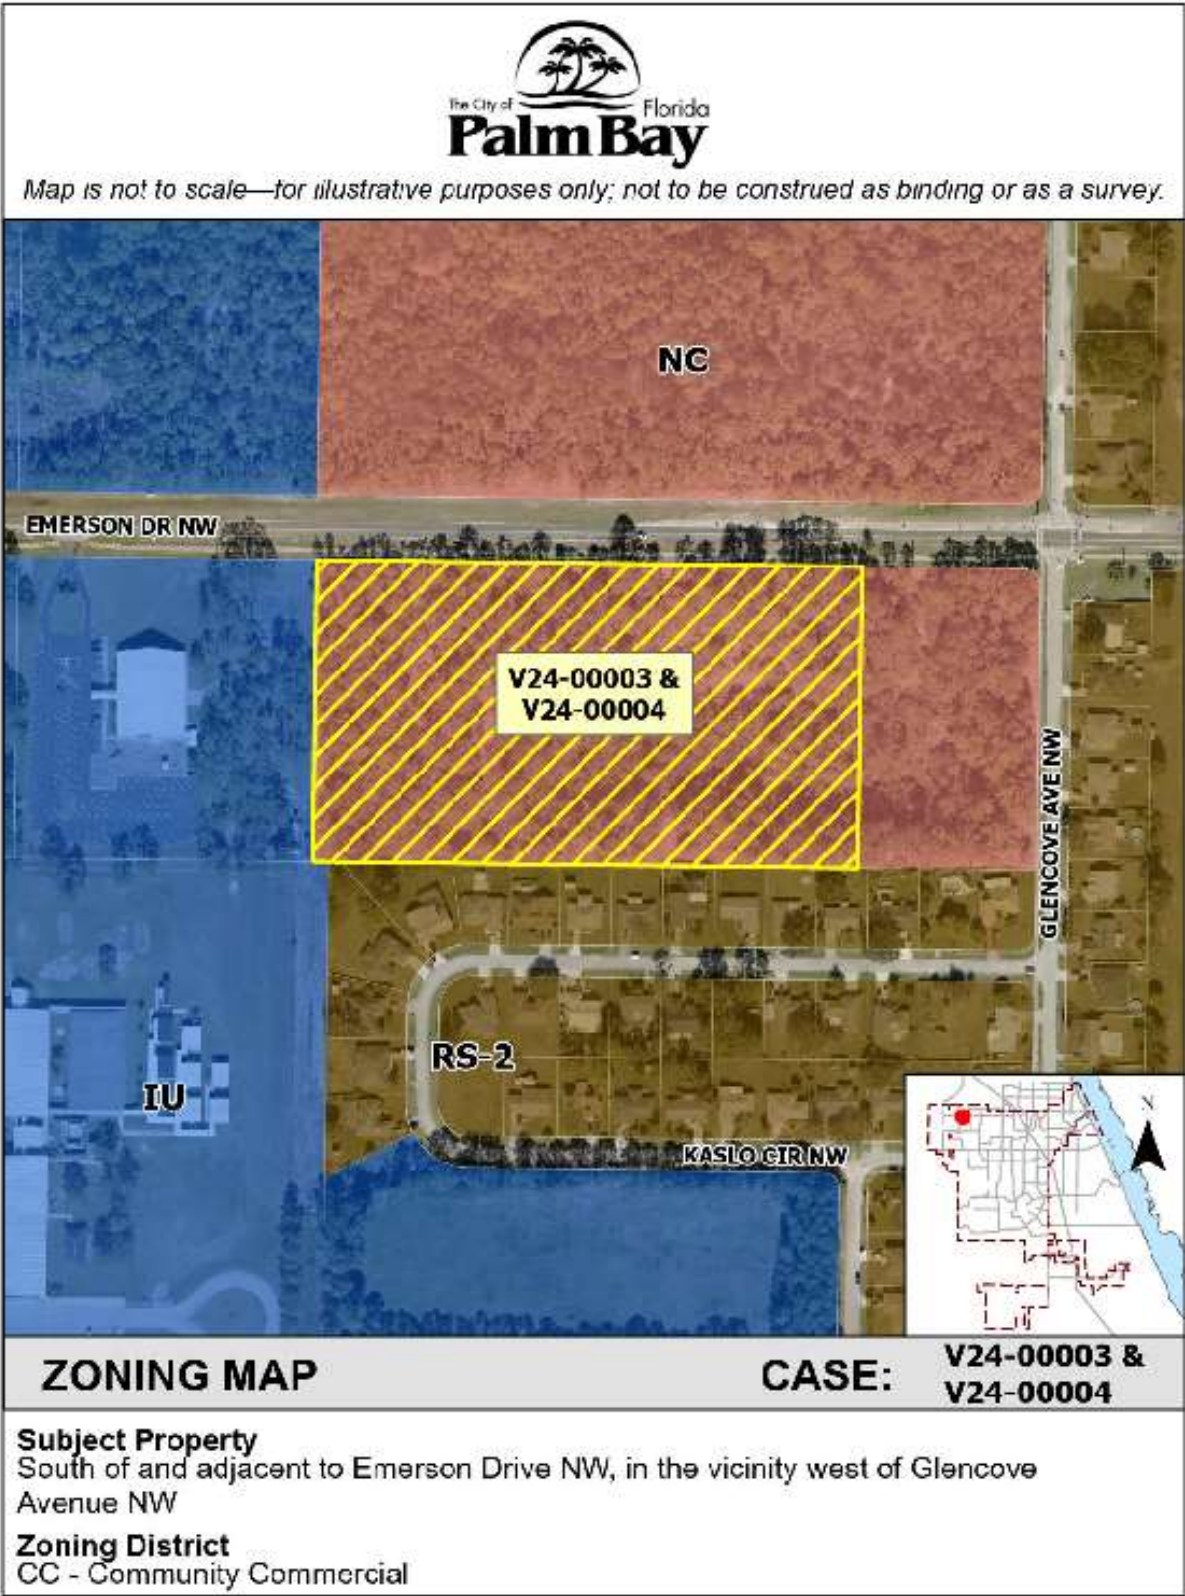 The City of Florida
Palm Bay
Map is not to scale—for illustrative purposes only; not to be construed as binding or as a survey.
NC
EMERSON DR NW
V24-00003 &
V24-00004
GLENCOVE AVE NW
RS-2
IU
KASLO CIR NW
N
ZONING MAP
CASE:
V24-00003 &
V24-00004
Subject Property
South of and adjacent to Emerson Drive NW, in the vicinity west of Glencove
Avenue NW
Zoning District
CC - Community Commercial